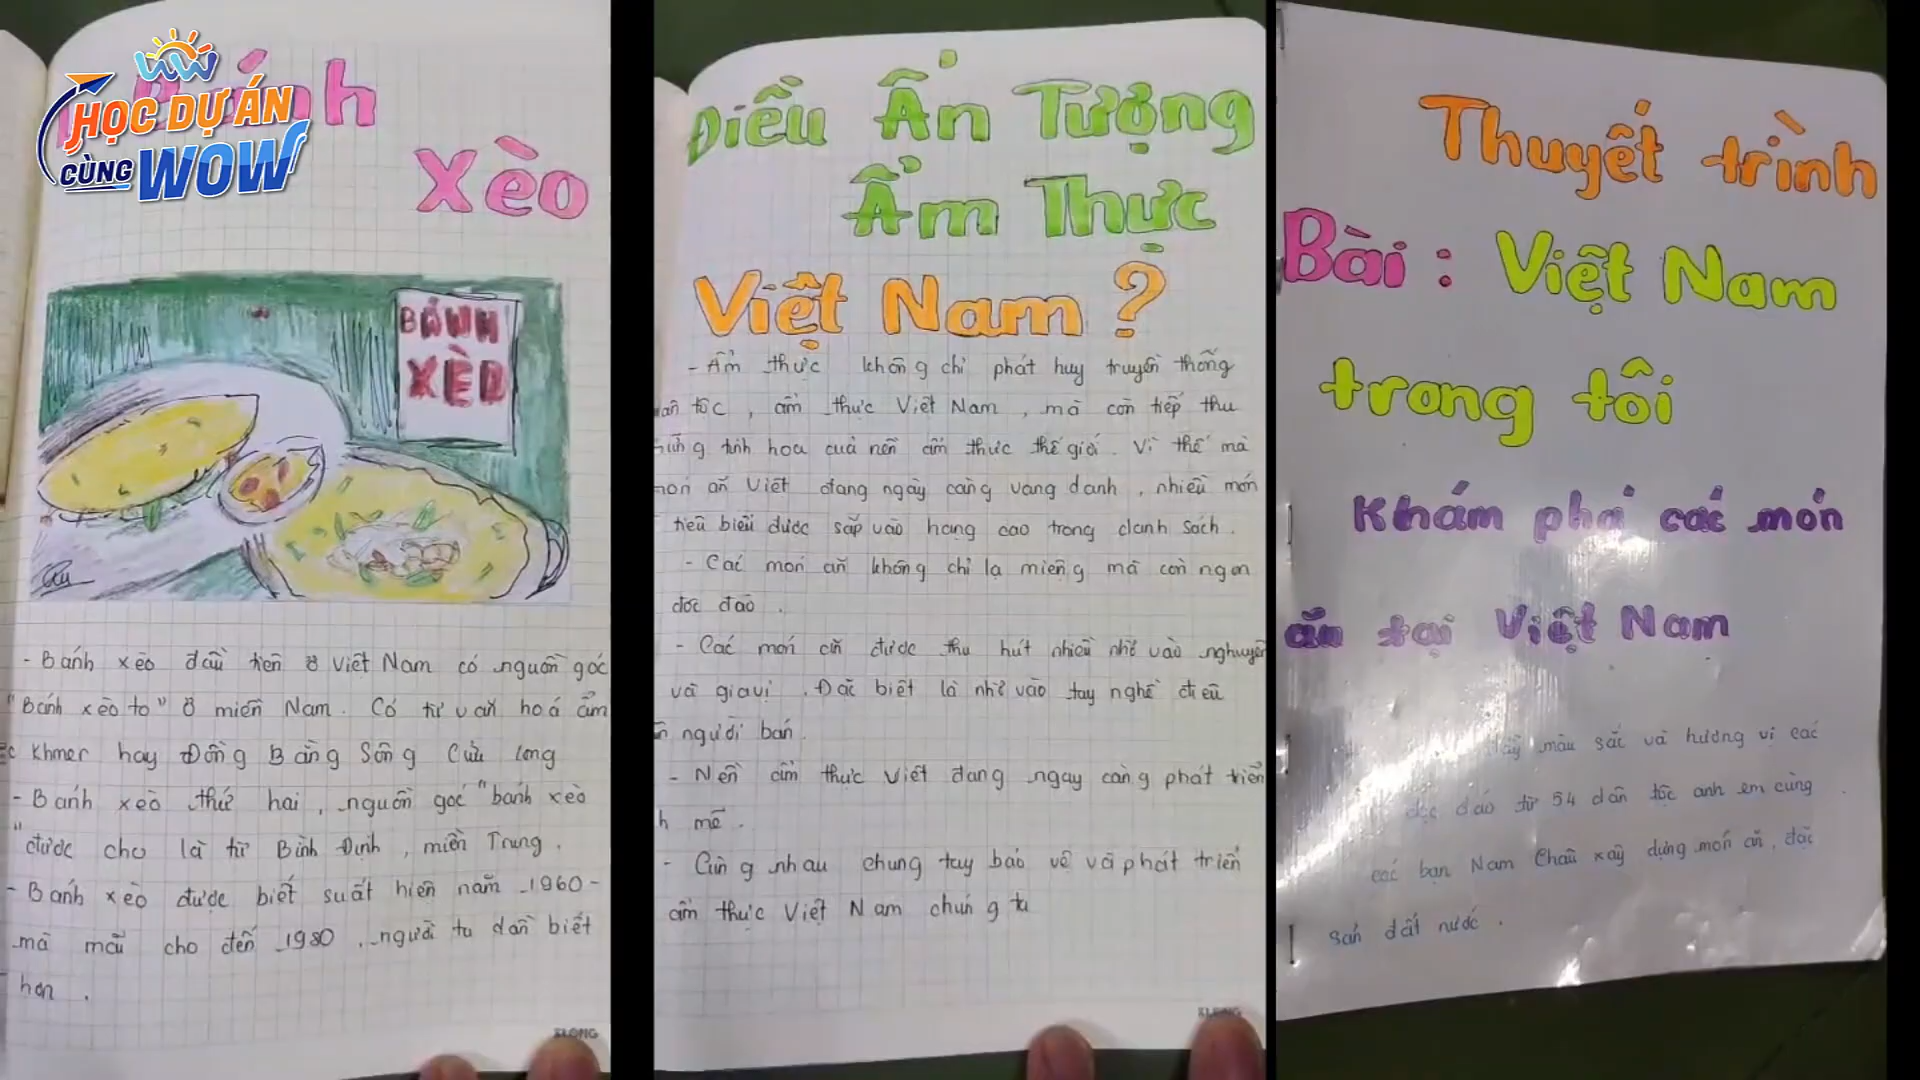 HỌC DỰ ÁN
CÙNG WOW
Bánh
Xèo
BÁNH
XÈO
- Bánh xèo đầu tiên ở Việt Nam có nguồn gốc
"Bánh xèo to" ở miền Nam. Có từ văn hoá ẩm
Khmer hay Đồng Bằng Sông Cửu long
- Bánh xèo thứ hai, nguồn gốc "bánh xèo
" được cho là từ Bình Định, miền Trung.
- Bánh xèo được biết suất hiện năm 1960-
mà mãi cho đến 1980, người ta dần biết
hơn.
KLONG
Điều Ấn Tượng
Ẩm Thực
Việt Nam?
- Ẩm thực không chỉ phát huy truyền thống
tộc, ẩm thực Việt Nam, mà còn tiếp thu
tinh hoa của nền ẩm thực thế giới. Vì thế mà
ăn Việt đang ngày càng vang danh, nhiều món
tiêu biểu được sắp vào hạng cao trong danh sách.
- Các món ăn không chỉ lạ miệng mà còn ngon
độc đáo.
- Các món ăn được thu hút nhiều nhờ vào nghuyên
và gia vị. Đặc biệt là nhờ vào tay nghề điêu
người bán.
- Nền ẩm thực Việt đang ngay càng phát triển
mẽ.
- Cùng nhau chung tay bảo vệ và phát triển
ẩm thực Việt Nam chúng ta
KLONG
Thuyết trình
Bài: Việt Nam
trong tôi
Khám phá các món
ăn tại Việt Nam
màu sắc và hương vị các
độc đáo từ 54 dân tộc anh em cùng
các bạn Nam Châu xây dựng món ăn, đặc
sản đất nước.